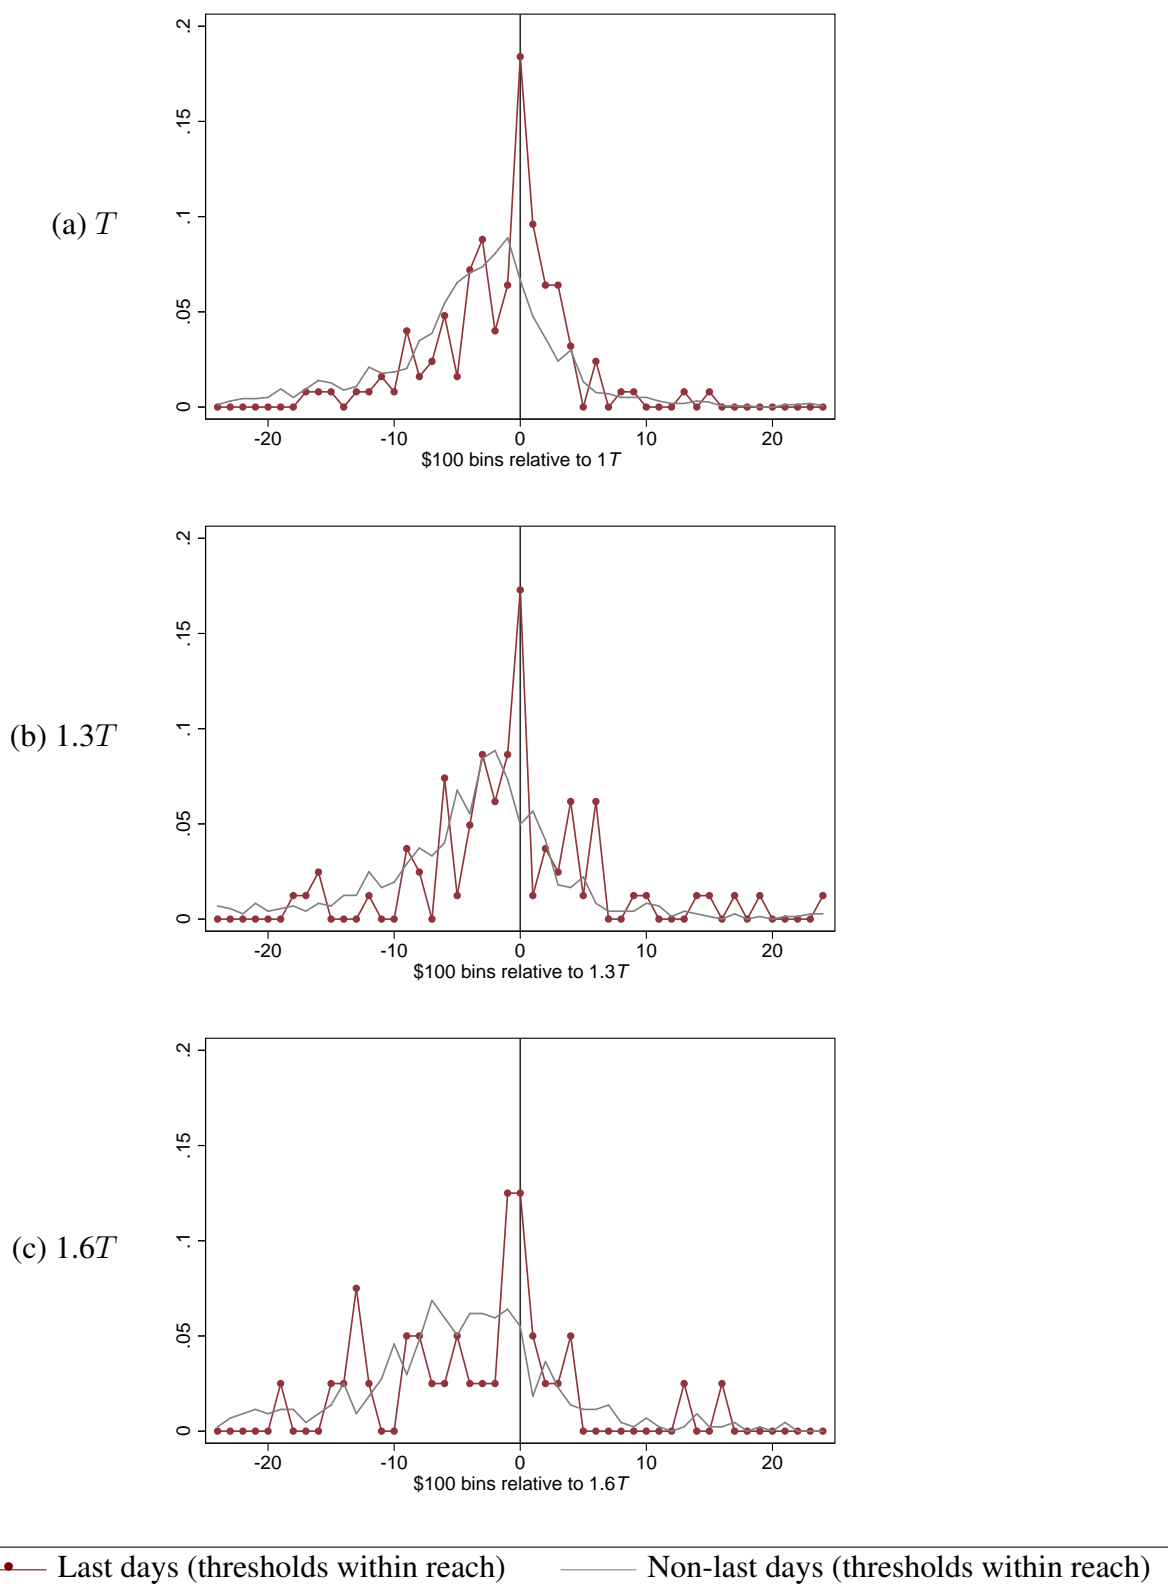 .2
.15
.1
.05
0
(a) T
-20 -10 0 10 20
$100 bins relative to 1T
.2
.15
.1
.05
0
(b) 1.3T
-20 -10 0 10 20
$100 bins relative to 1.3T
.2
.15
.1
.05
0
(c) 1.6T
-20 -10 0 10 20
$100 bins relative to 1.6T
Last days (thresholds within reach) Non-last days (thresholds within reach)